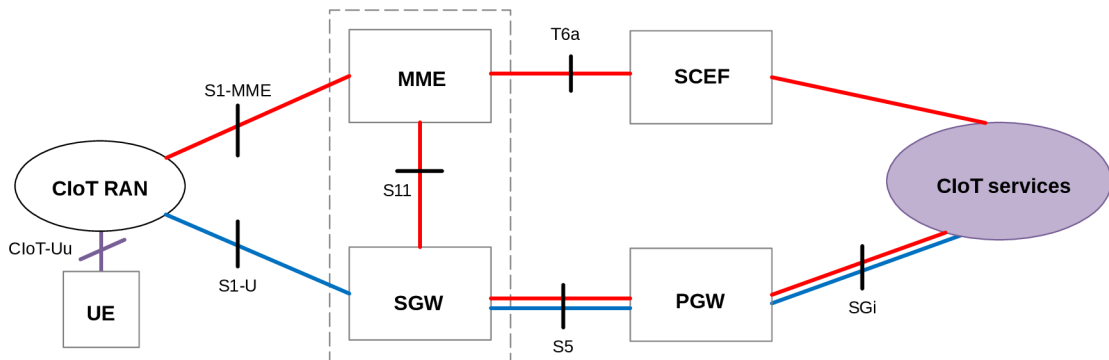 T6a
MME
SCEF
S1-MME
CIoT RAN
S11
CIoT services
CIoT-Uu
S1-U
UE
SGW
PGW
SGi
S5